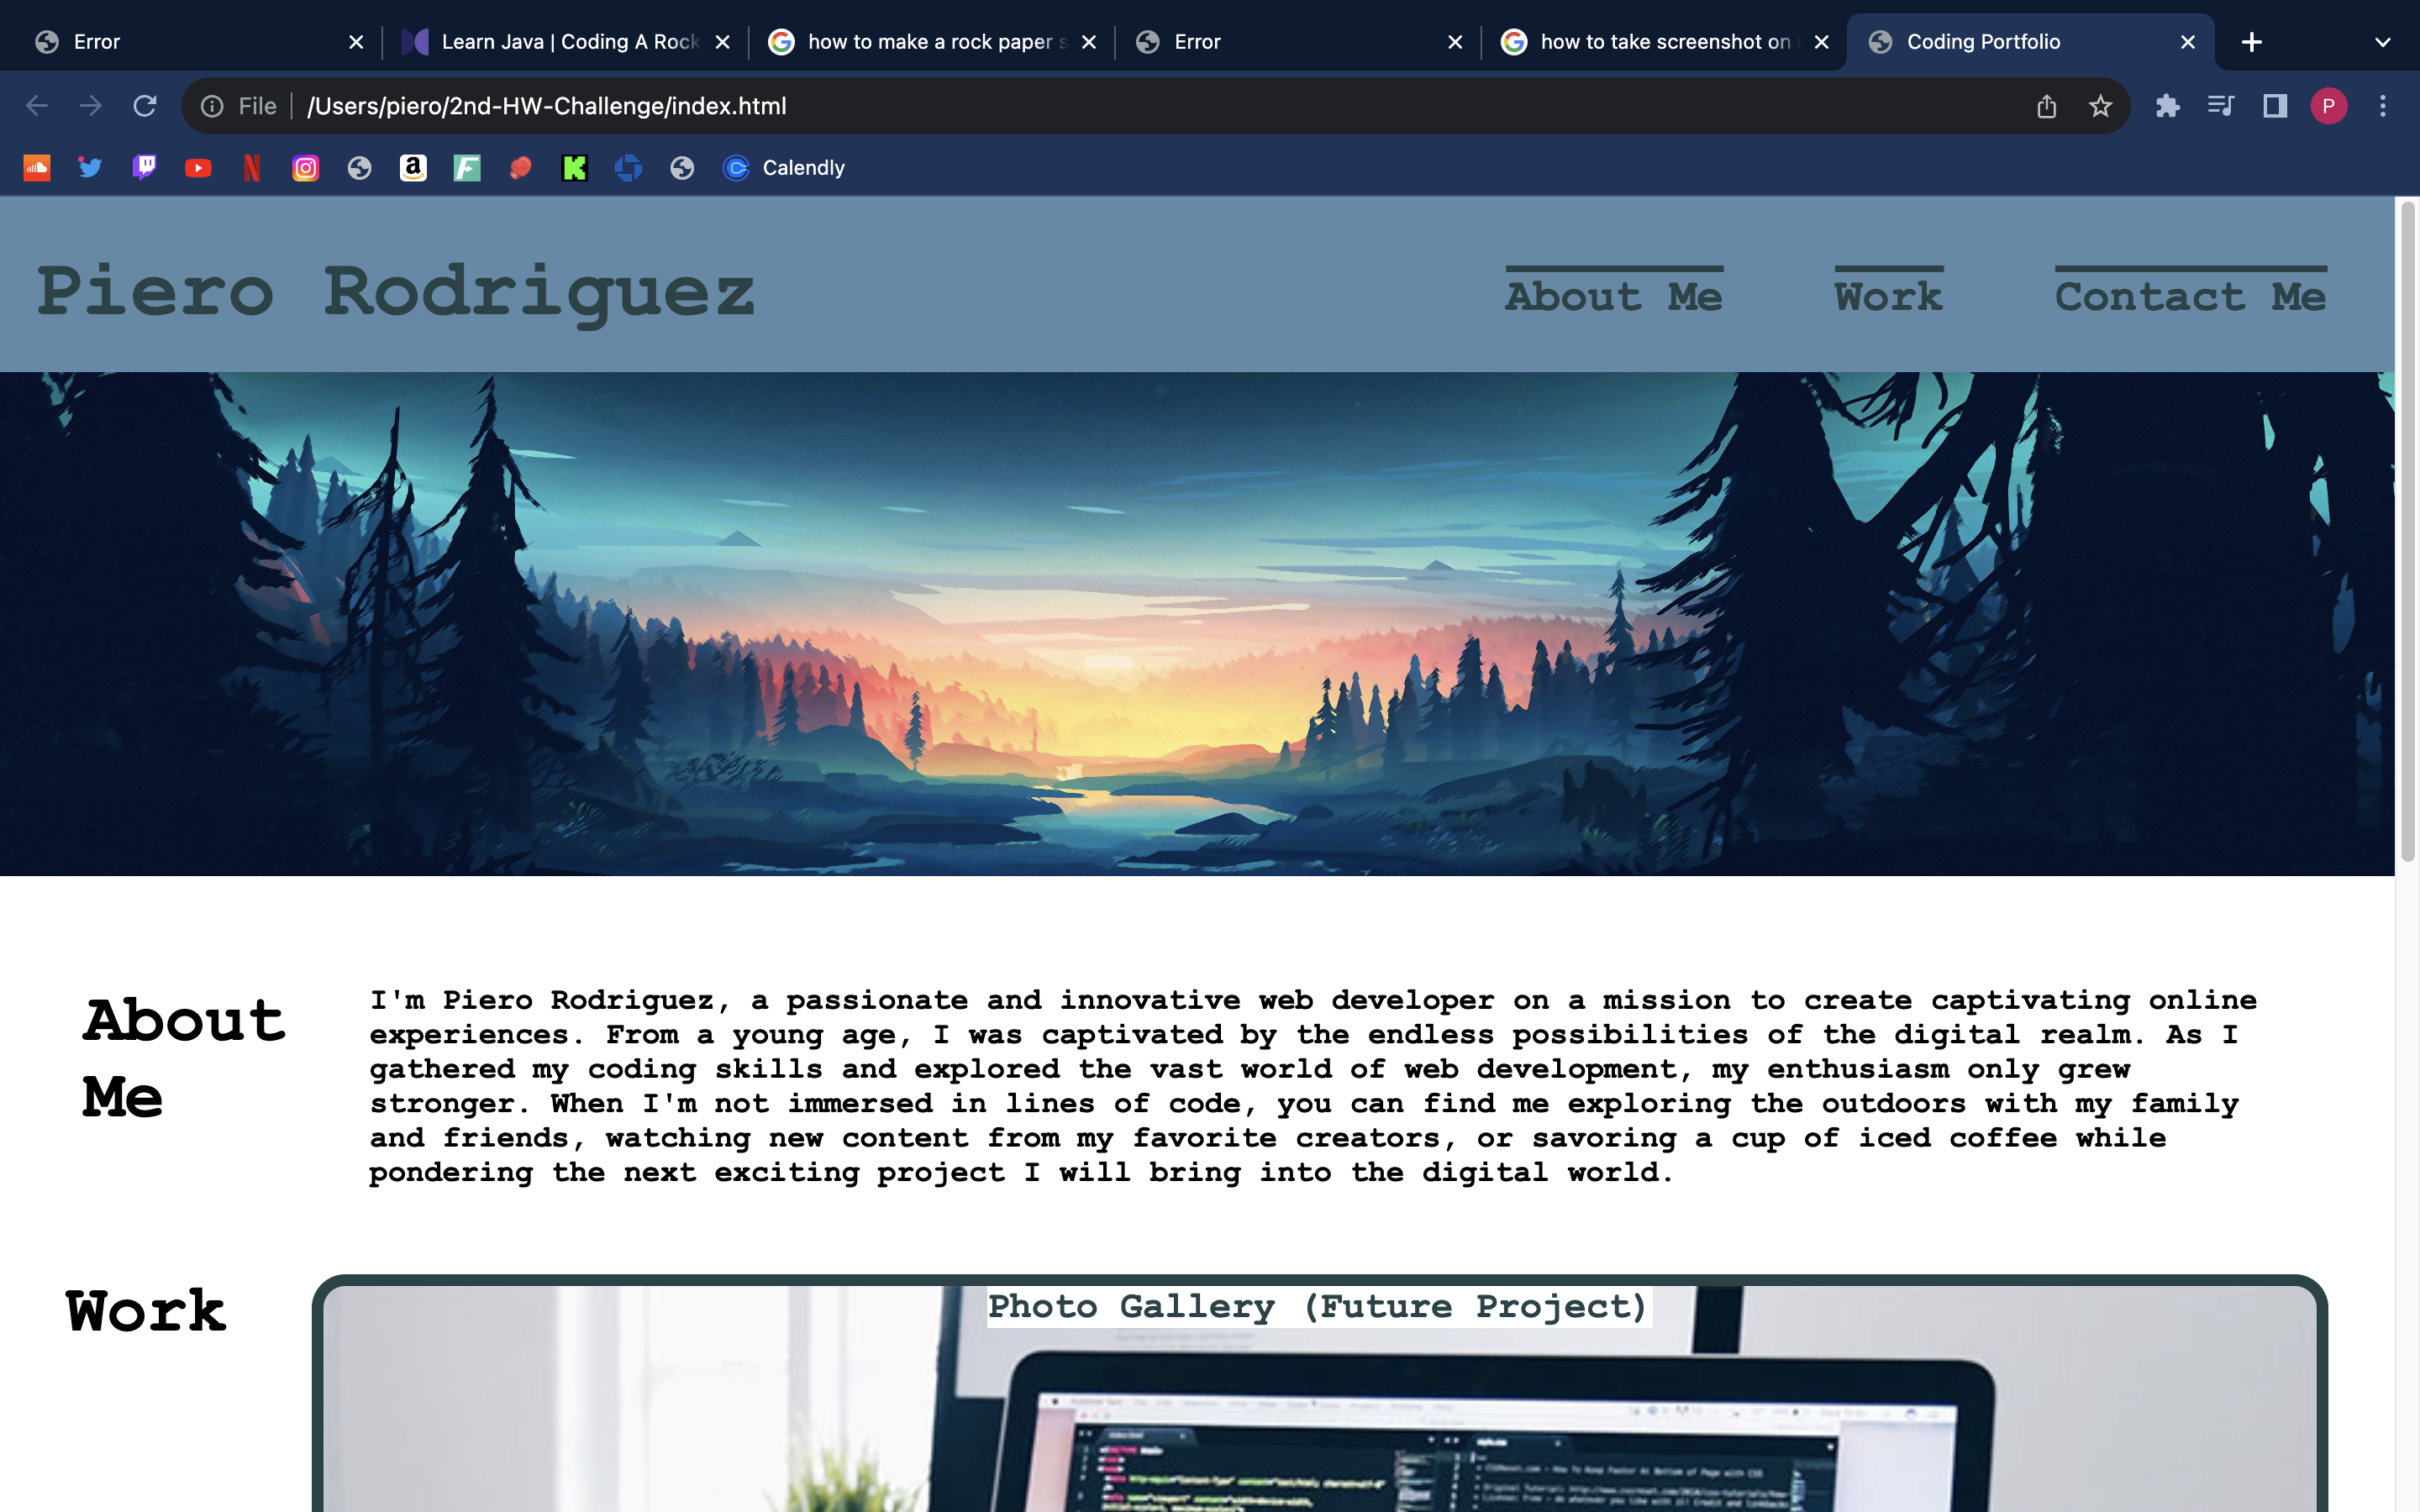 Error
Learn Java | Coding A Rock
how to make a rock paper s
Error
how to take screenshot on
Coding Portfolio
File
/Users/piero/2nd-HW-Challenge/index.html
P
Calendly
Piero Rodriguez
About Me
Work
Contact Me
About
Me
I'm Piero Rodriguez, a passionate and innovative web developer on a mission to create captivating online
experiences. From a young age, I was captivated by the endless possibilities of the digital realm. As I
gathered my coding skills and explored the vast world of web development, my enthusiasm only grew
stronger. When I'm not immersed in lines of code, you can find me exploring the outdoors with my family
and friends, watching new content from my favorite creators, or savoring a cup of iced coffee while
pondering the next exciting project I will bring into the digital world.
Work
Photo Gallery (Future Project)